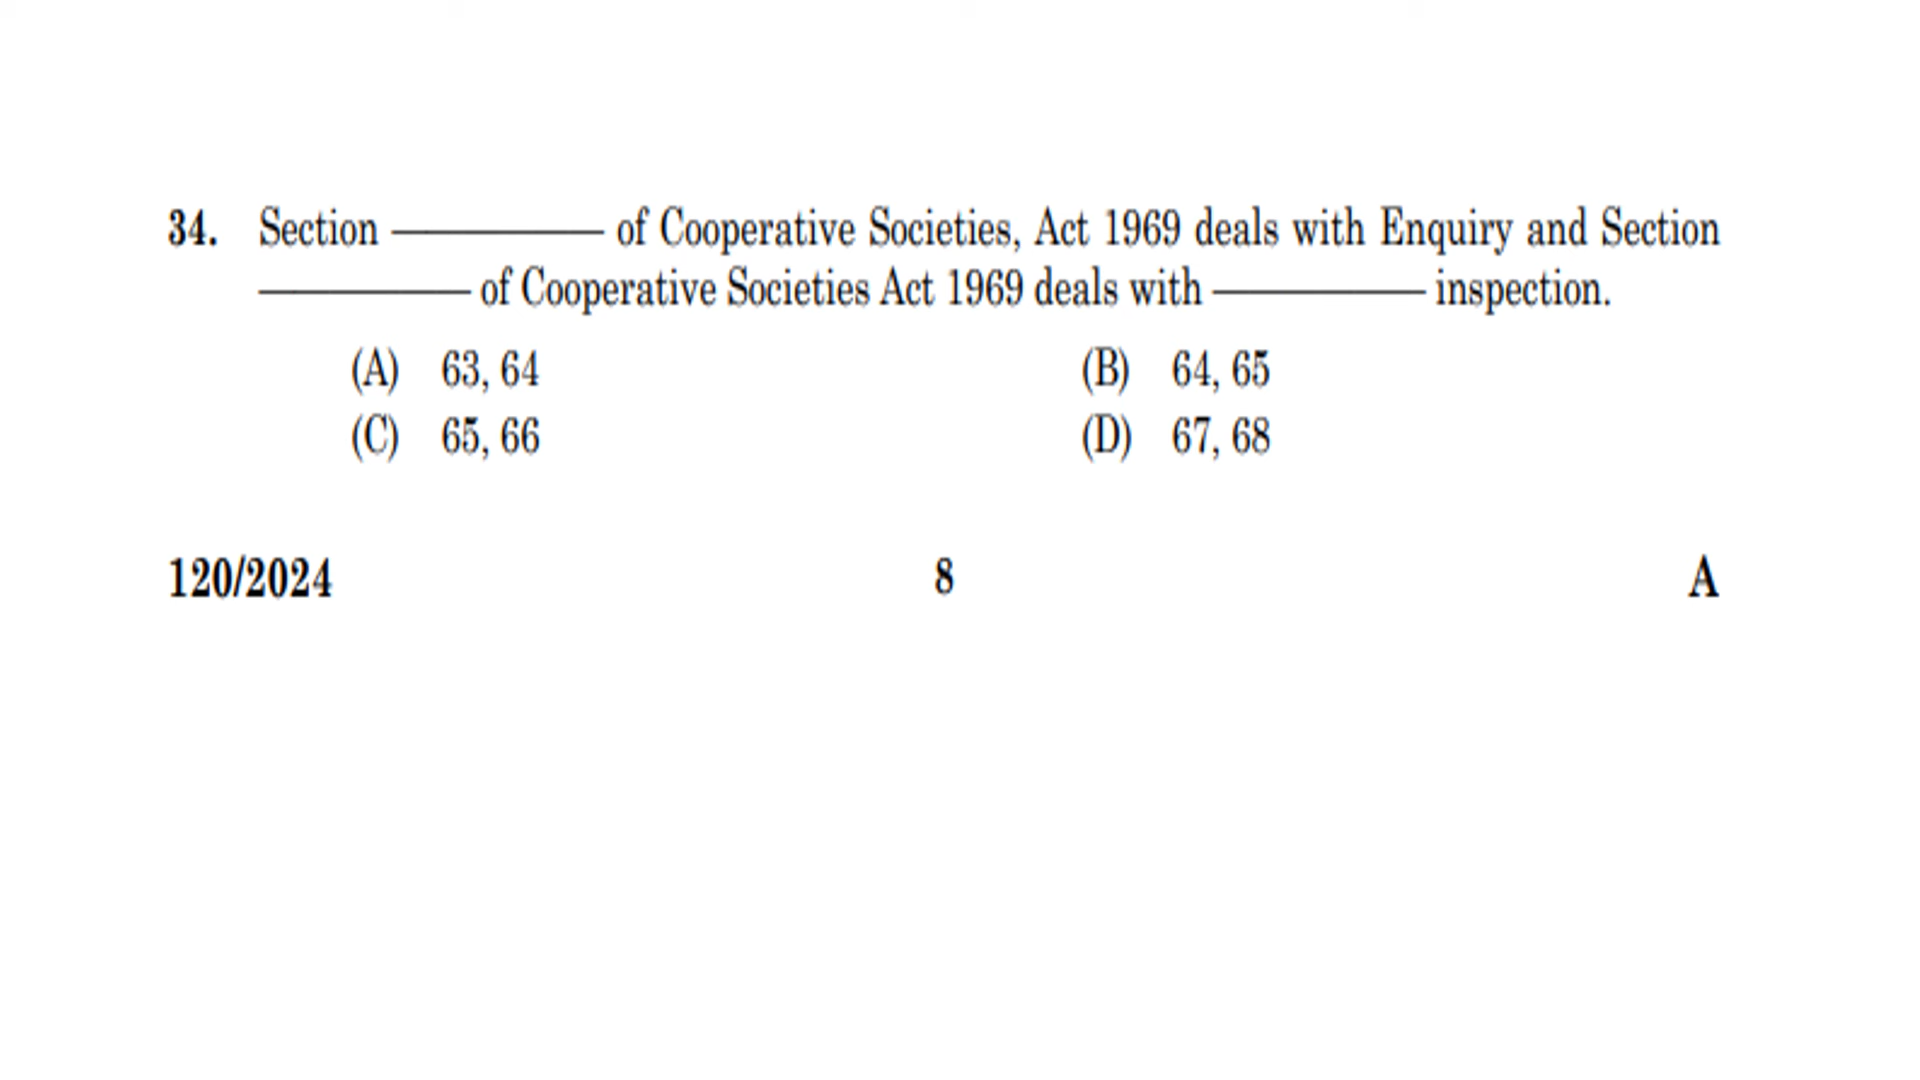 34. Section ———— of Cooperative Societies, Act 1969 deals with Enquiry and Section
———— of Cooperative Societies Act 1969 deals with ———— inspection.
(A) 63, 64 (B) 64, 65
(C) 65, 66 (D) 67, 68
120/2024 8 A